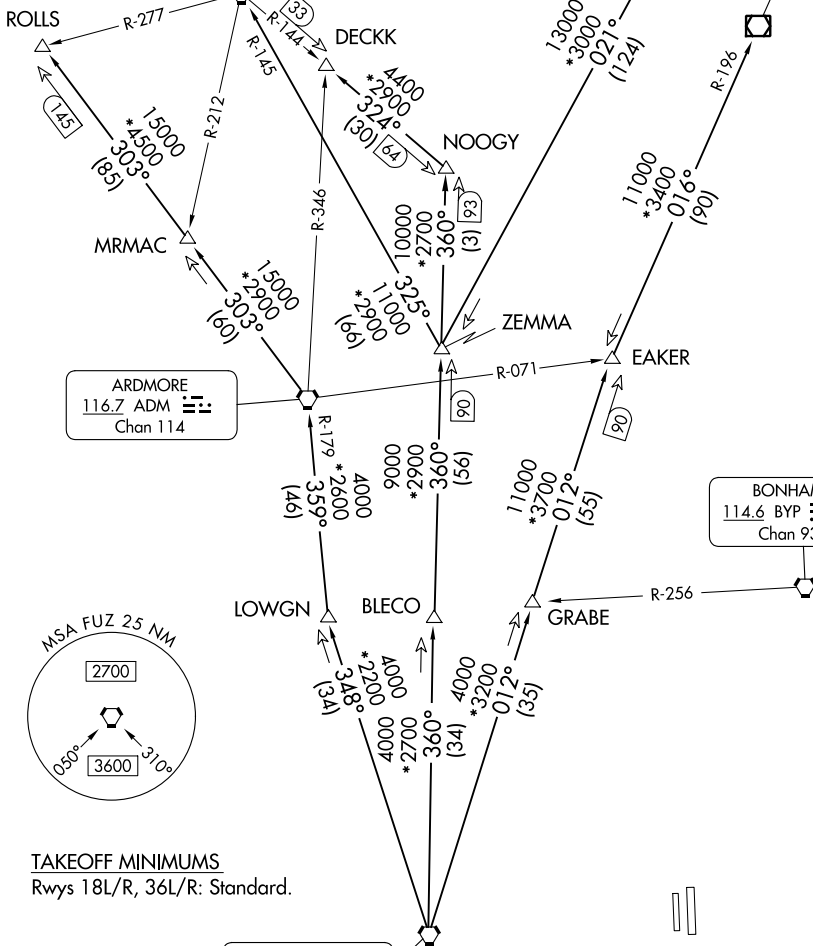 ROLLS
R-277
33
R-144
DECKK
R-145
13000
*3000
021°
(124)
R-196
145
15000
*4500
303°
(85)
R-212
4400
*2900
324°
(30)
64
NOOGY
R-346
93
10000
*2700
360°
(3)
11000
*3400
016°
(90)
MRMAC
15000
*2900
303°
(60)
325°
11000
*2900
(66)
ZEMMA
EAKER
R-071
ARDMORE
116.7 ADM
Chan 114
R-179
90
90
4000
*2600
359°
(46)
9000
*2900
360°
(56)
11000
*3700
012°
(55)
BONHAM
114.6 BYP
Chan 93
R-256
LOWGN
BLECO
GRABE
MSA FUZ 25 NM
2700
050°
310°
3600
4000
*2200
348°
(34)
4000
*2700
360°
(34)
4000
*3200
012°
(35)
TAKEOFF MINIMUMS
Rwys 18L/R, 36L/R: Standard.